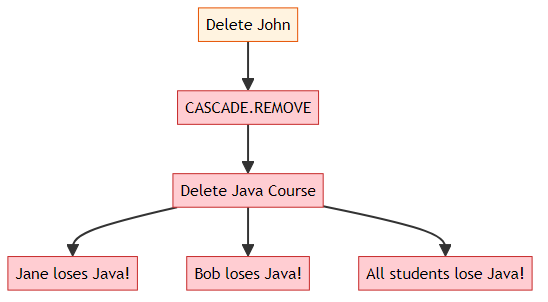 Delete John
CASCADE.REMOVE
Delete Java Course
Jane loses Java!
Bob loses Java!
All students lose Java!